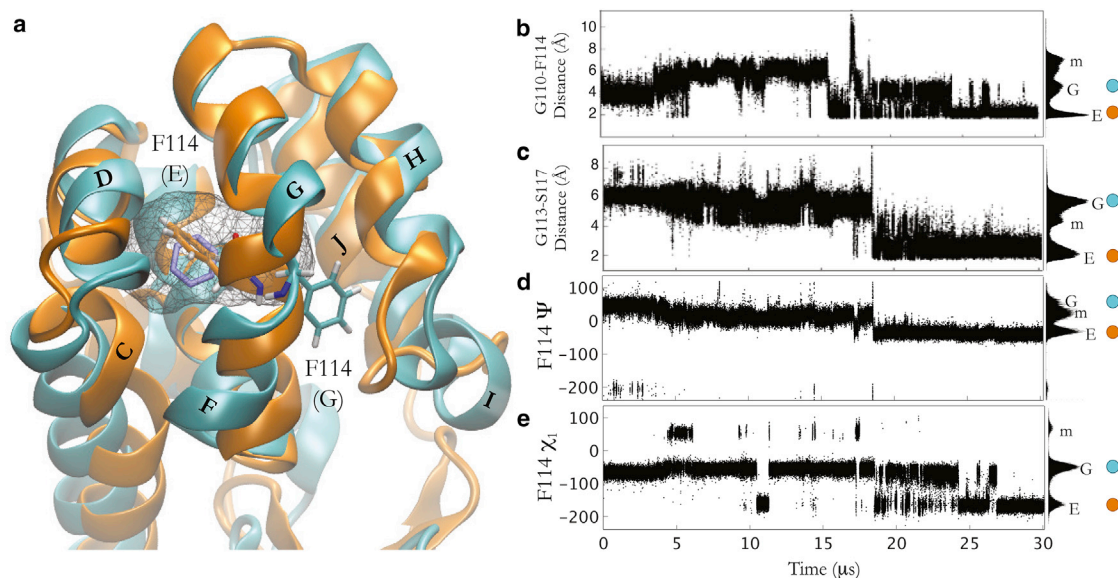 a
F114
(E)
D
G
H
J
C
F114
(G)
F
I
b
G110-F114
Distance (Å)
10
8
6
4
2
m
G
E
c
G113-S117
Distance (Å)
8
6
4
2
G
m
E
d
F114 Ψ
100
0
-100
-200
G
m
E
e
F114 χ1
100
0
-100
-200
m
G
E
0
5
10
15
20
25
30
Time (μs)